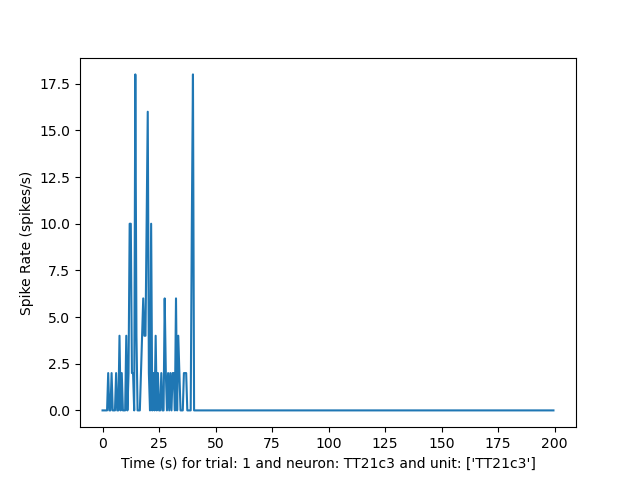 17.5
15.0
12.5
10.0
7.5
5.0
2.5
0.0
Spike Rate (spikes/s)
0 25 50 75 100 125 150 175 200
Time (s) for trial: 1 and neuron: TT21c3 and unit: ['TT21c3']